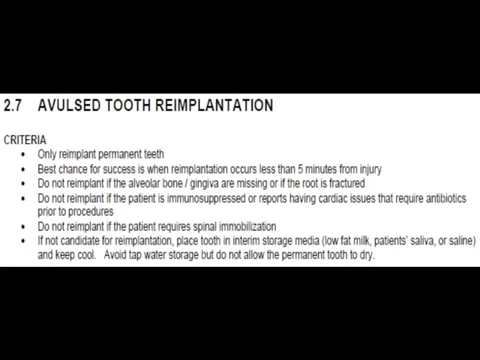 2.7 AVULSED TOOTH REIMPLANTATION
CRITERIA
• Only reimplant permanent teeth
• Best chance for success is when reimplantation occurs less than 5 minutes from injury
• Do not reimplant if the alveolar bone / gingiva are missing or if the root is fractured
• Do not reimplant if the patient is immunosuppressed or reports having cardiac issues that require antibiotics
prior to procedures
• Do not reimplant if the patient requires spinal immobilization
• If not candidate for reimplantation, place tooth in interim storage media (low fat milk, patients' saliva, or saline)
and keep cool. Avoid tap water storage but do not allow the permanent tooth to dry.